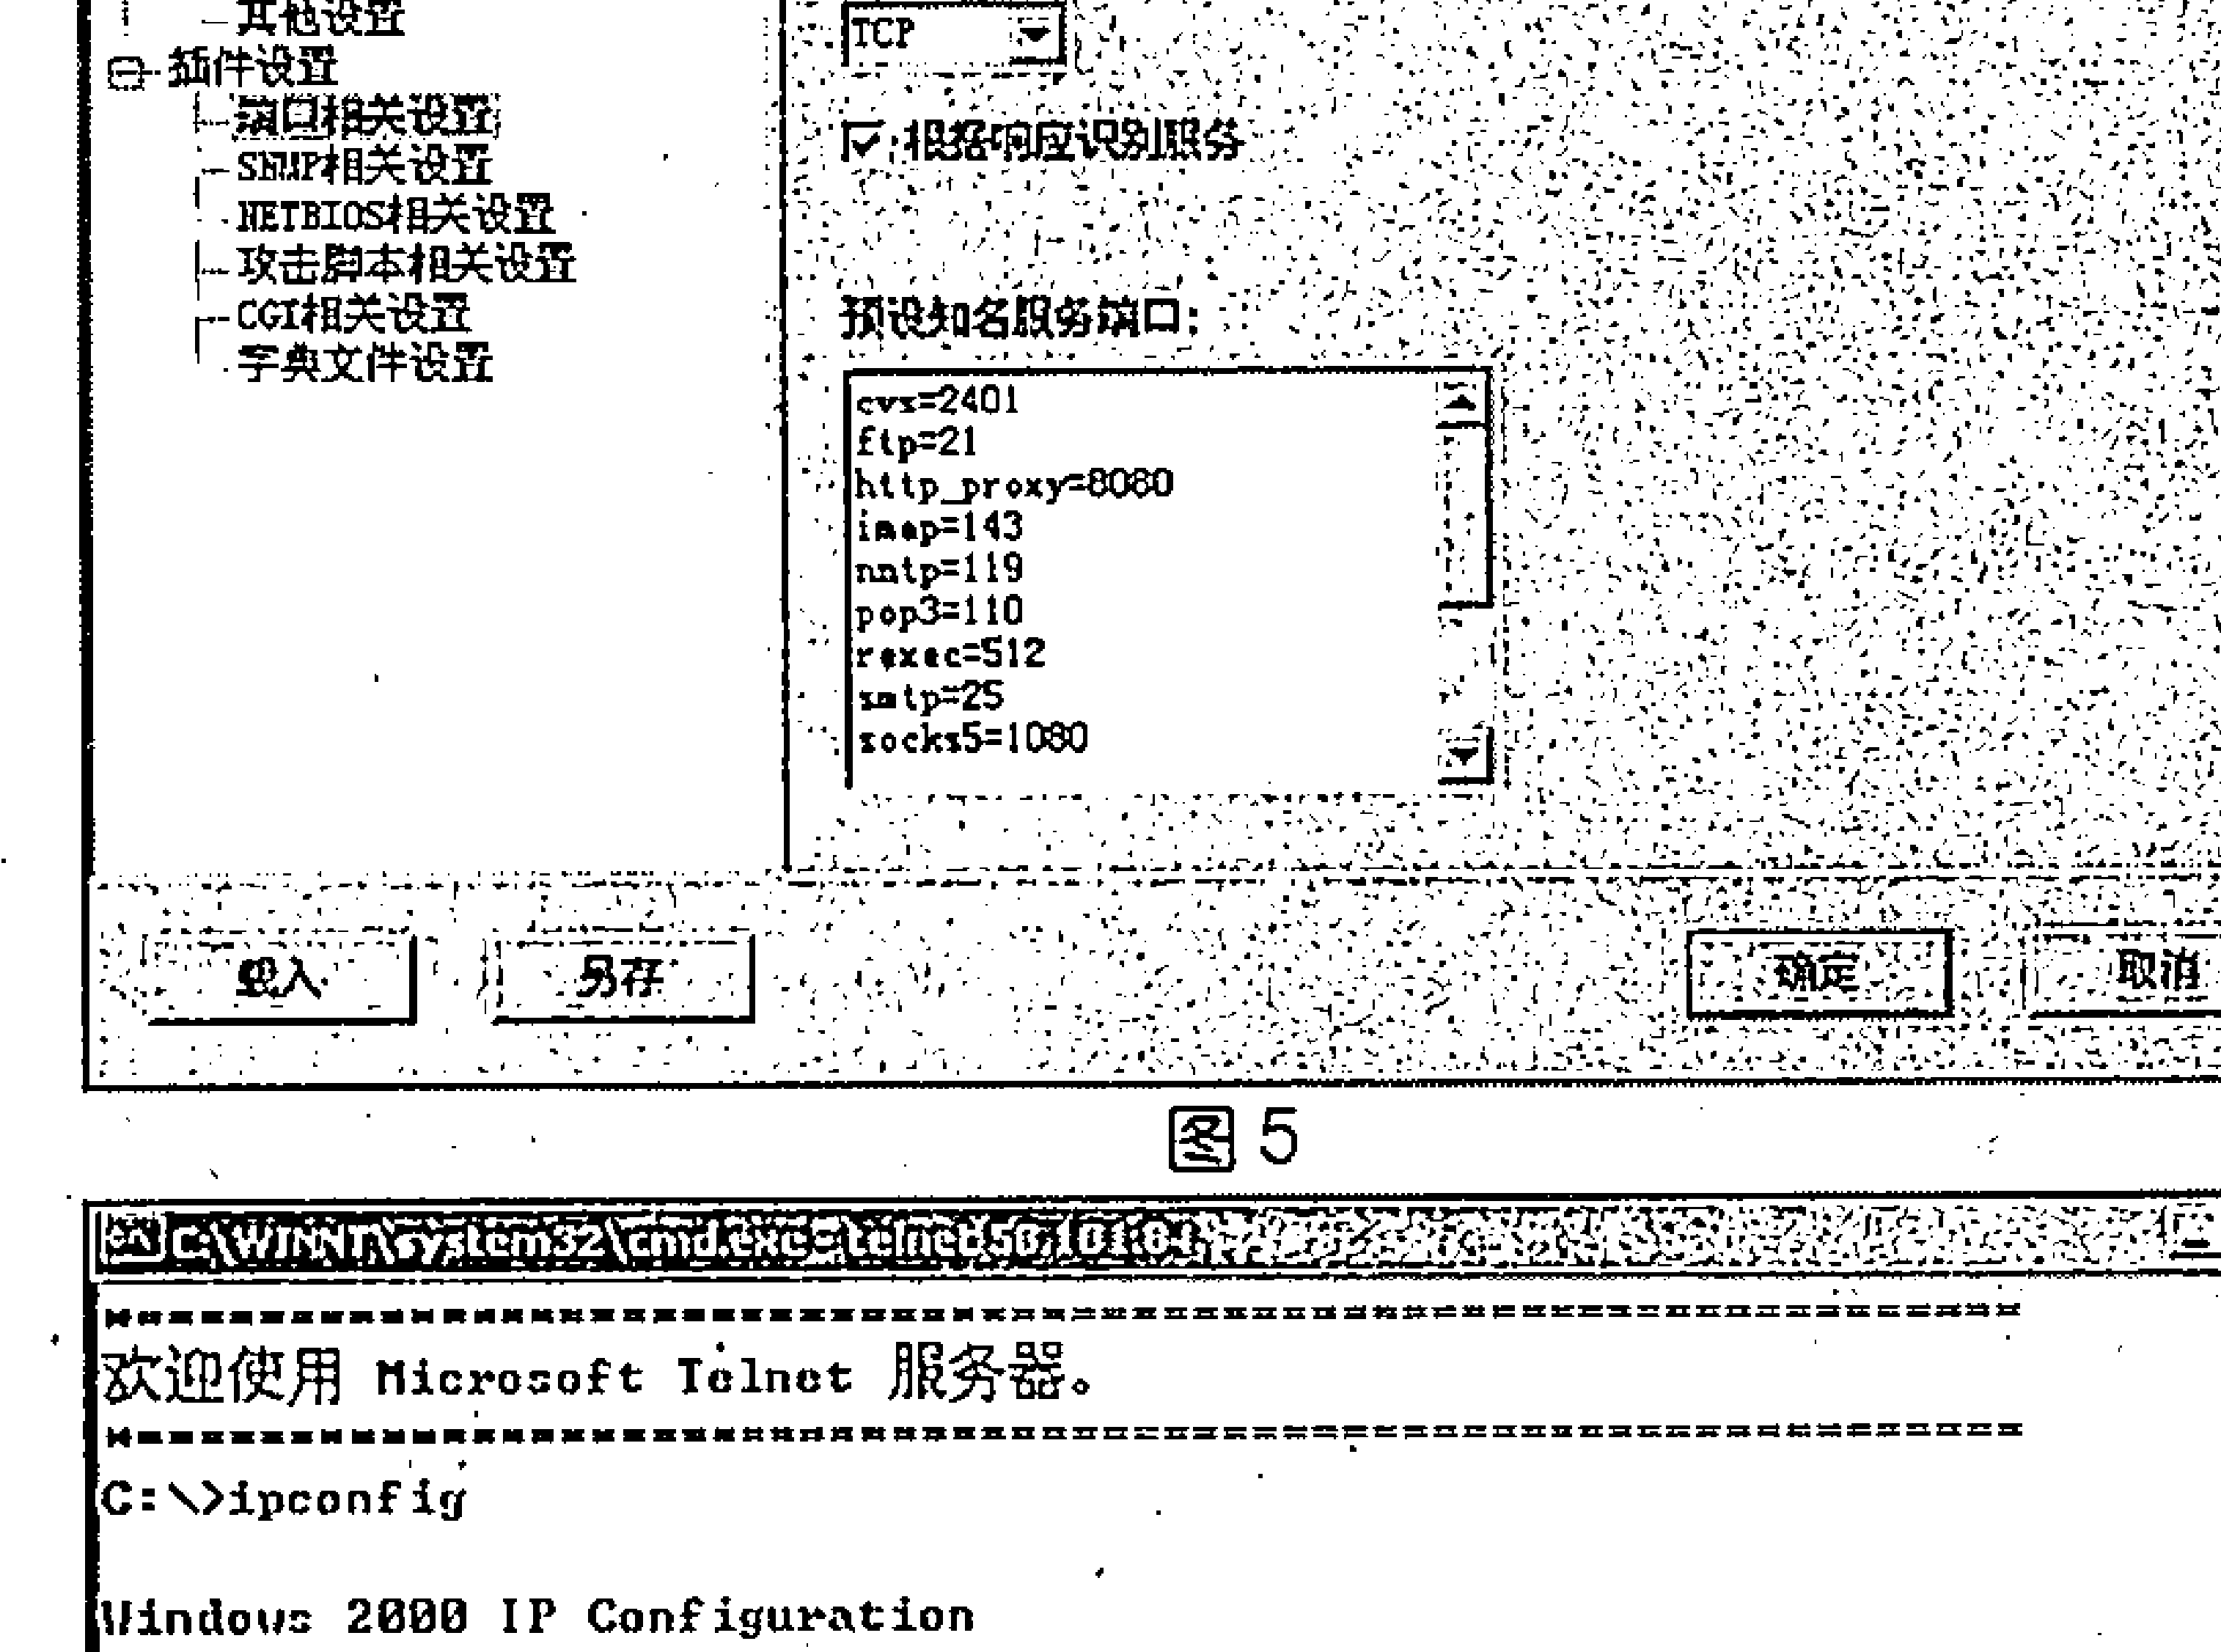 其他设置
插件设置
端口相关设置
SNMP相关设置
NETBIOS相关设置
攻击脚本相关设置
CGI相关设置
字典文件设置
TCP
根据响应识别服务
预设知名服务端口:
cvs=2401
ftp=21
http_proxy=8080
imap=143
nntp=119
pop3=110
rexec=512
smtp=25
socks5=1080
载入
另存
确定
取消
图 5
C:\WINNT\system32\cmd.exe - telnet
欢迎使用 Microsoft Telnet 服务器。
C:\>ipconfig
Windows 2000 IP Configuration